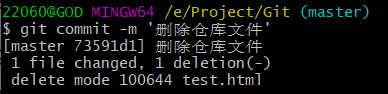 22060@GOD MINGW64 /e/Project/Git (master)
$ git commit -m '删除仓库文件'
[master 73591d1] 删除仓库文件
 1 file changed, 1 deletion(-)
 delete mode 100644 test.html